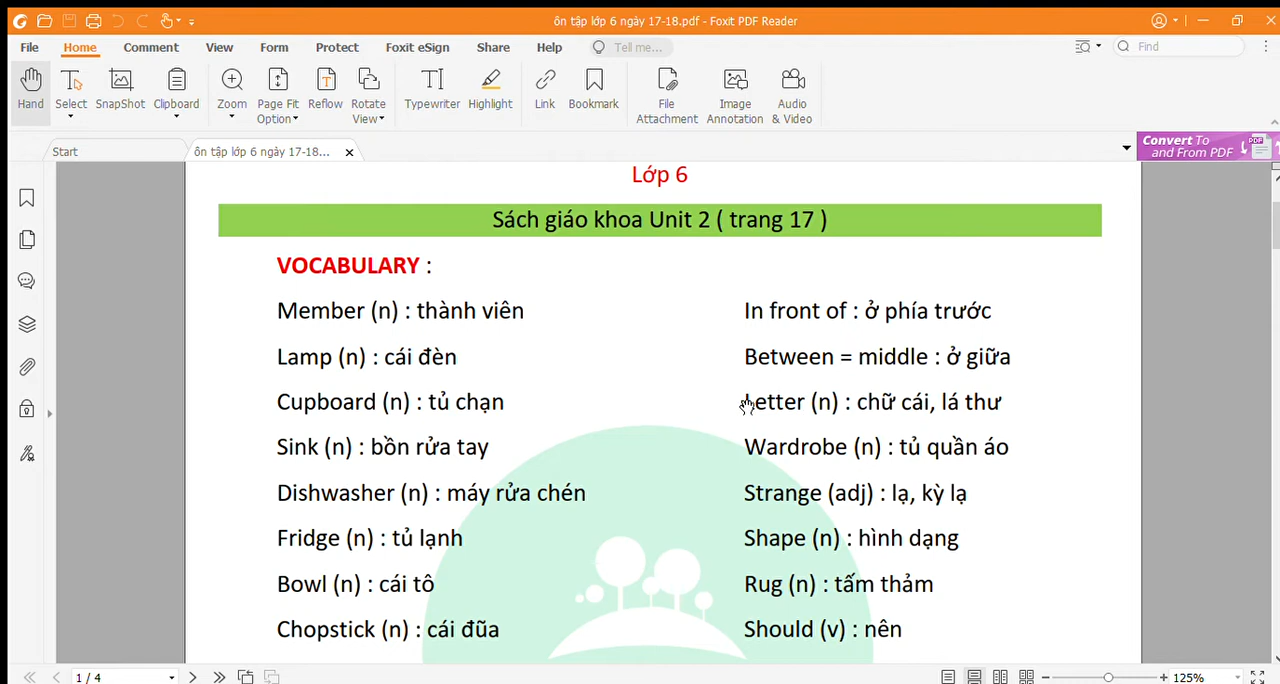 ôn tập lớp 6 ngày 17-18.pdf - Foxit PDF Reader
File Home Comment View Form Protect Foxit eSign Share Help Tell me... Find
Hand Select SnapShot Clipboard Zoom Page Fit Option Reflow Rotate View Typewriter Highlight Link Bookmark File Attachment Image Annotation Audio & Video
Start ôn tập lớp 6 ngày 17-18... Convert To and From PDF
PDF
Lớp 6
Sách giáo khoa Unit 2 ( trang 17 )
VOCABULARY :
Member (n) : thành viên
Lamp (n) : cái đèn
Cupboard (n) : tủ chạn
Sink (n) : bồn rửa tay
Dishwasher (n) : máy rửa chén
Fridge (n) : tủ lạnh
Bowl (n) : cái tô
Chopstick (n) : cái đũa
In front of : ở phía trước
Between = middle : ở giữa
Letter (n) : chữ cái, lá thư
Wardrobe (n) : tủ quần áo
Strange (adj) : lạ, kỳ lạ
Shape (n) : hình dạng
Rug (n) : tấm thảm
Should (v) : nên
1 / 4 125%